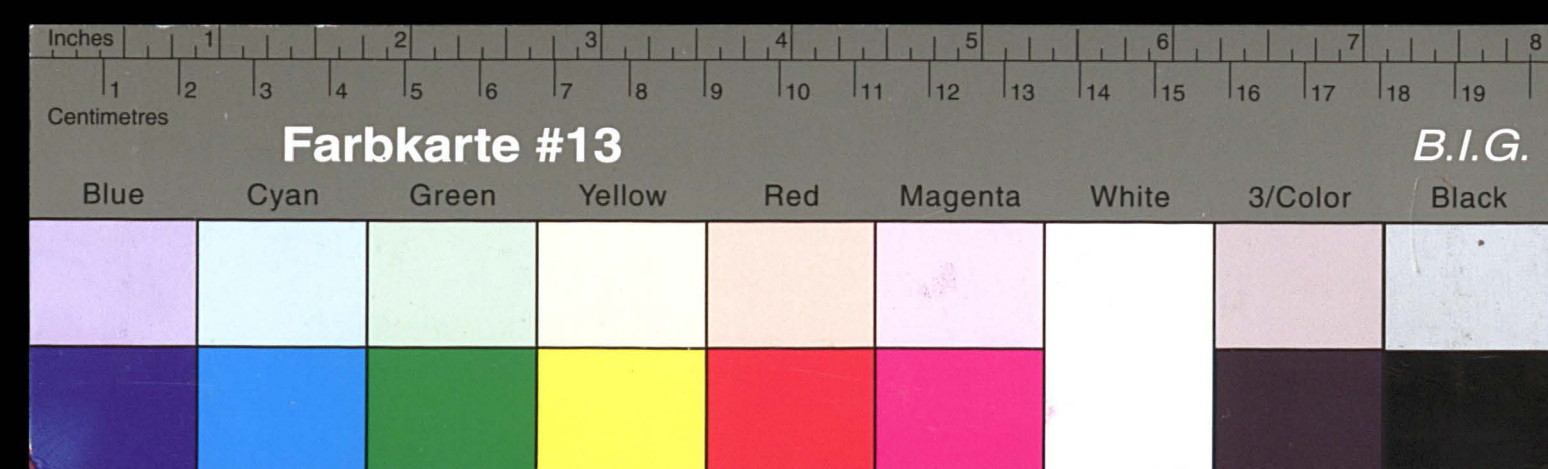 Inches 1 2 3 4 5 6 7 8
1 2 3 4 5 6 7 8 9 10 11 12 13 14 15 16 17 18 19
Centimetres
Farbkarte #13 B.I.G.
Blue Cyan Green Yellow Red Magenta White 3/Color Black